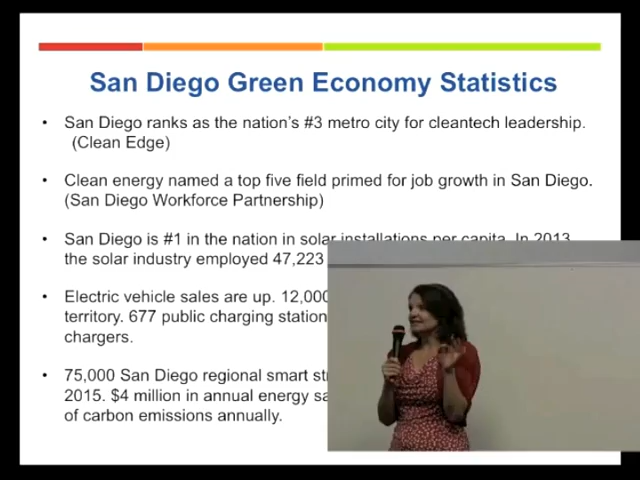 San Diego Green Economy Statistics
• San Diego ranks as the nation's #3 metro city for cleantech leadership.
(Clean Edge)
• Clean energy named a top five field primed for job growth in San Diego.
(San Diego Workforce Partnership)
• San Diego is #1 in the nation in solar installations per capita. In 2013,
the solar industry employed 47,223
• Electric vehicle sales are up. 12,000
territory. 677 public charging station
chargers.
• 75,000 San Diego regional smart
2015. $4 million in annual energy
of carbon emissions annually.